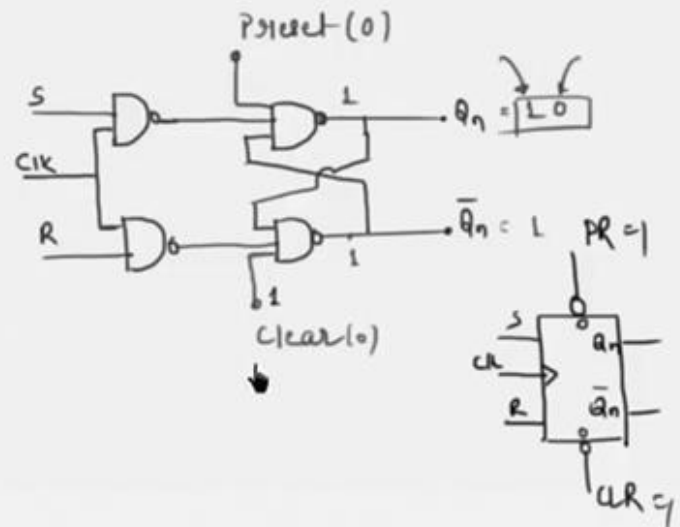 Preset (0)
S
1
Qn = 1 0
Clk
R
Q̅n = 1
1
PR = 1
1
Clear (0)
S
Qn
Clk
R
Q̅n
CLR = 1